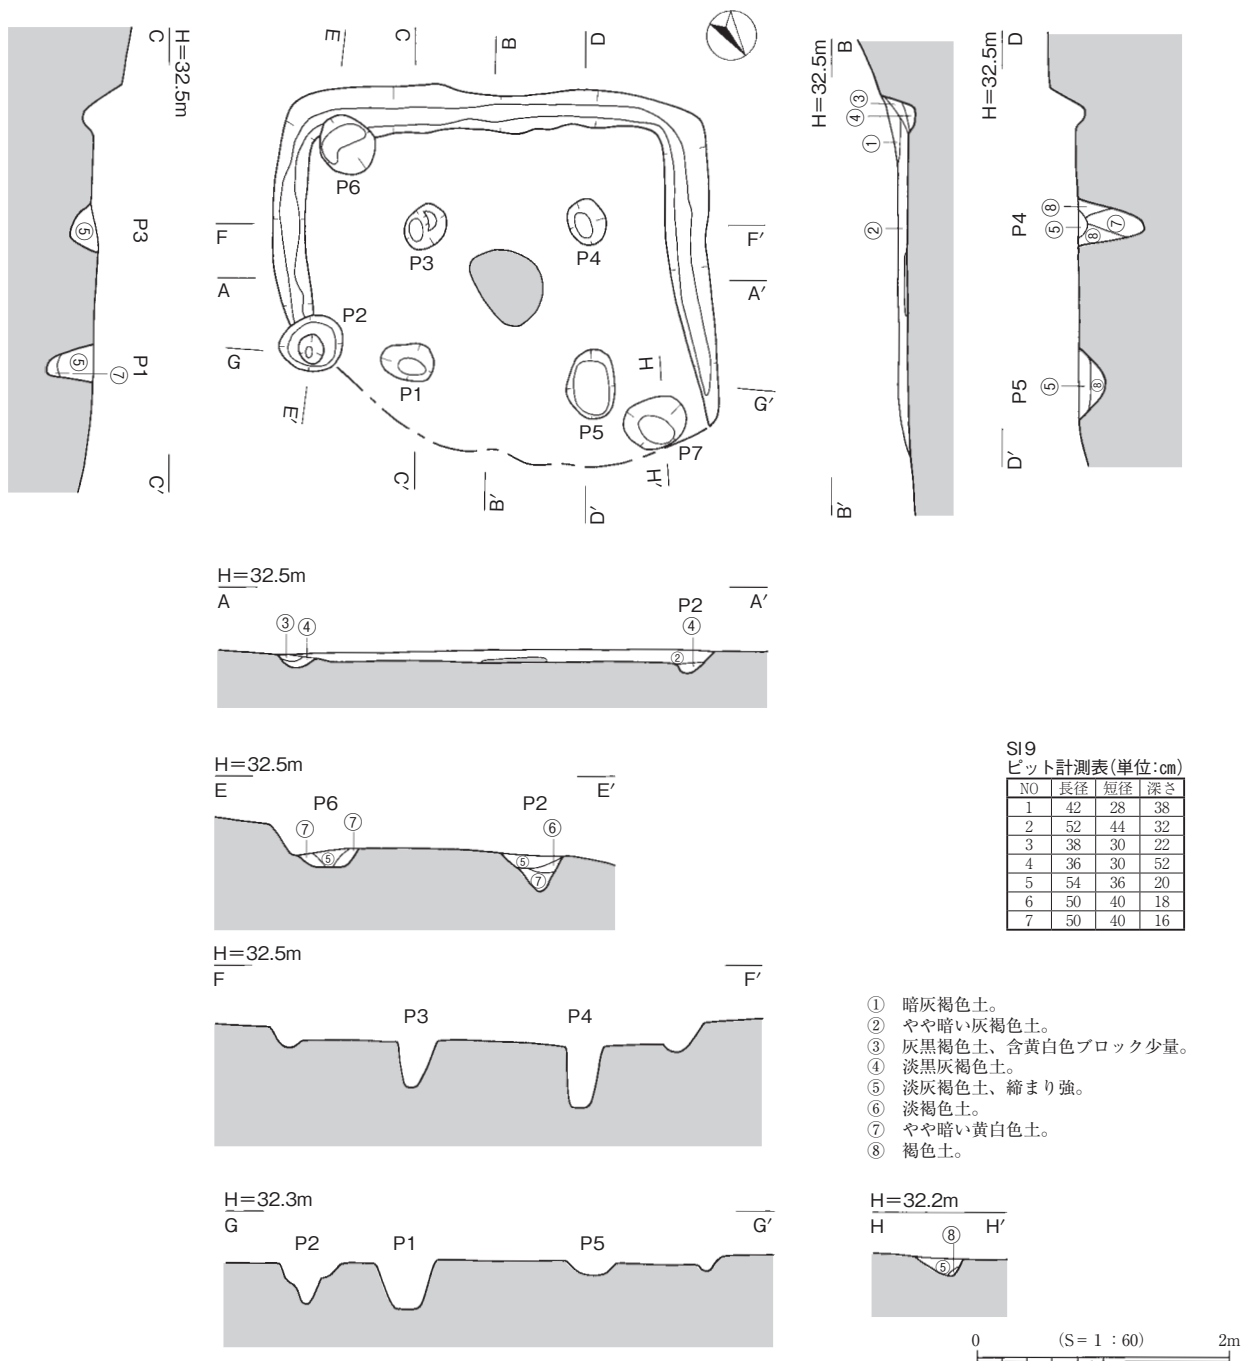 H=32.5m
C
C′
P3
P1
⑤
⑤
⑦
E
C
B
D
P6
F
F′
P3
P4
A
A′
P2
G
H
P1
G′
E′
P5
P7
C′
B′
D′
H′
H=32.5m
B
③
④
①
②
B′
H=32.5m
D
P4
⑧
⑤
⑦
⑧
P5
⑤
⑧
D′
H=32.5m
A
A′
P2
③
④
④
②
H=32.5m
E
E′
P6
P2
⑦
⑦
⑥
⑤
⑤
⑦
SI9
ピット計測表(単位:㎝)
NO 長径 短径 深さ
1 42 28 38
2 52 44 32
3 38 30 22
4 36 30 52
5 54 36 20
6 50 40 18
7 50 40 16
H=32.5m
F
F′
P3
P4
① 暗灰褐色土。
② やや暗い灰褐色土。
③ 灰黒褐色土、含黄白色ブロック少量。
④ 淡黒灰褐色土。
⑤ 淡灰褐色土、締まり強。
⑥ 淡褐色土。
⑦ やや暗い黄白色土。
⑧ 褐色土。
H=32.3m
G
G′
P2
P1
P5
H=32.2m
H
H′
⑧
⑤
0 (S=1:60) 2m